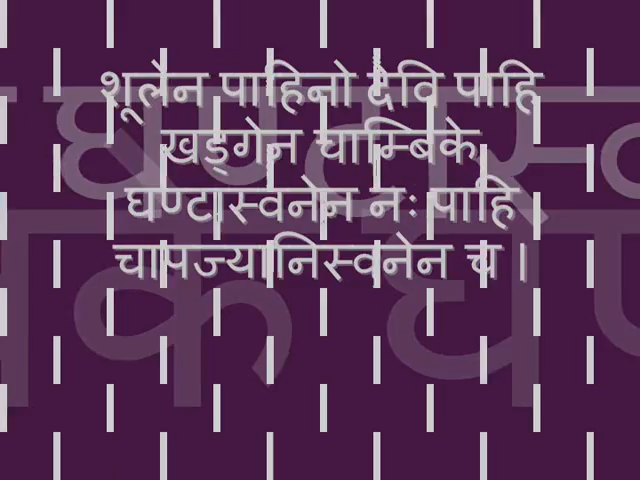 शूलेन पाहिनो देवि पाहि
खड्गेन चाम्बिके
घण्टास्वनेन नः पाहि
चापज्यानिस्वनेन च ।